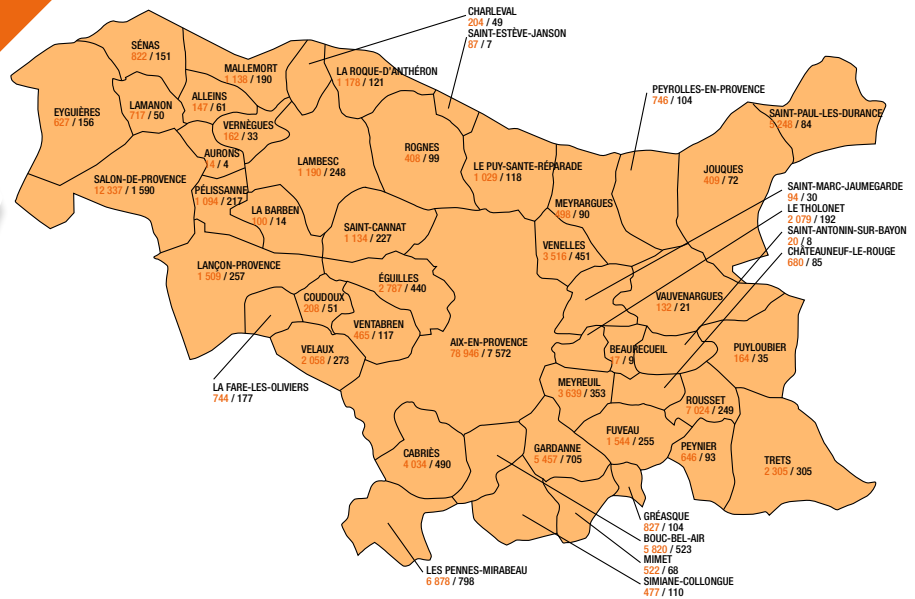 CHARLEVAL
204 / 49
SAINT-ESTÈVE-JANSON
87 / 7
SÉNAS
822 / 151
MALLEMORT
1 138 / 190
LA ROQUE-D'ANTHÉRON
1 178 / 121
PEYROLLES-EN-PROVENCE
746 / 104
EYGUIÈRES
627 / 156
LAMANON
717 / 50
ALLEINS
147 / 61
VERNÈGUES
162 / 33
SAINT-PAUL-LES-DURANCE
5 248 / 84
AURONS
4 / 4
LAMBESC
1 190 / 248
ROGNES
408 / 99
LE PUY-SANTE-RÉPARADE
1 029 / 118
JOUQUES
409 / 72
SALON-DE-PROVENCE
12 337 / 1 590
PÉLISSANNE
1 094 / 217
LA BARBEN
100 / 14
MEYRARGUES
498 / 90
SAINT-MARC-JAUMEGARDE
94 / 30
LE THOLONET
2 079 / 192
SAINT-ANTONIN-SUR-BAYON
20 / 8
CHÂTEAUNEUF-LE-ROUGE
680 / 85
SAINT-CANNAT
1 134 / 227
VENELLES
3 516 / 451
LANÇON-PROVENCE
1 509 / 257
ÉGUILLES
2 787 / 440
COUDOUX
208 / 51
VENTABREN
465 / 117
VAUVENARGUES
132 / 21
VELAUX
2 058 / 273
AIX-EN-PROVENCE
78 946 / 7 572
BEAURECUEIL
17 / 9
PUYLOUBIER
164 / 35
LA FARE-LES-OLIVIERS
744 / 177
MEYREUIL
3 639 / 353
ROUSSET
7 024 / 249
FUVEAU
1 544 / 255
CABRIÈS
4 034 / 490
GARDANNE
5 457 / 705
PEYNIER
646 / 93
TRETS
2 305 / 305
GRÉASQUE
827 / 104
BOUC-BEL-AIR
5 820 / 523
MIMET
522 / 68
SIMIANE-COLLONGUE
477 / 110
LES PENNES-MIRABEAU
6 878 / 798